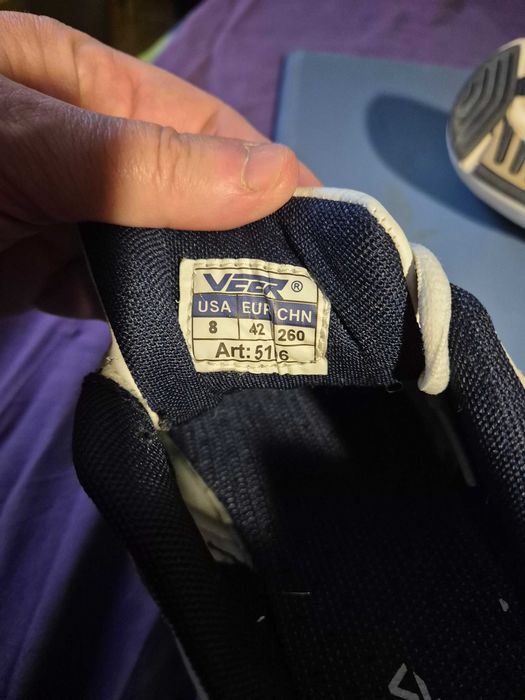 VEER ®
USA EUR CHN
8 42 260
Art: 516